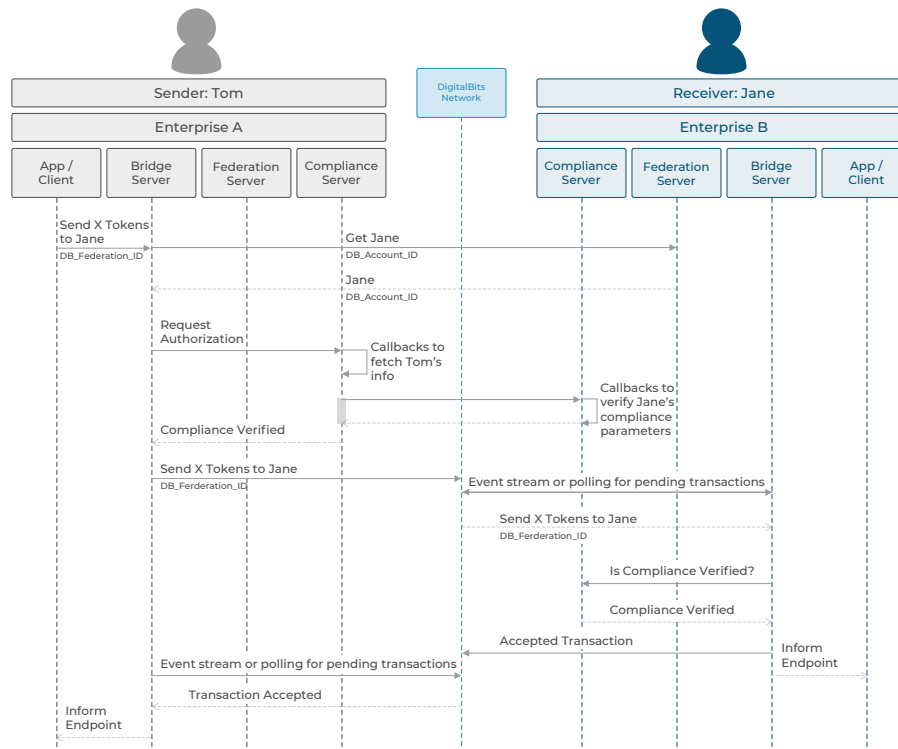 Sender: Tom
DigitalBits
Network
Receiver: Jane
Enterprise A
Enterprise B
App /
Client
Bridge
Server
Federation
Server
Compliance
Server
Compliance
Server
Federation
Server
Bridge
Server
App /
Client
Send X Tokens
to Jane
DB_Federation_ID
Get Jane
DB_Account_ID
Jane
DB_Account_ID
Request
Authorization
Callbacks to
fetch Tom's
info
Callbacks to
verify Jane's
compliance
parameters
Compliance Verified
Send X Tokens to Jane
DB_Ferderation_ID
Event stream or polling for pending transactions
Send X Tokens to Jane
DB_Ferderation_ID
Is Compliance Verified?
Compliance Verified
Accepted Transaction
Inform
Endpoint
Event stream or polling for pending transactions
Transaction Accepted
Inform
Endpoint